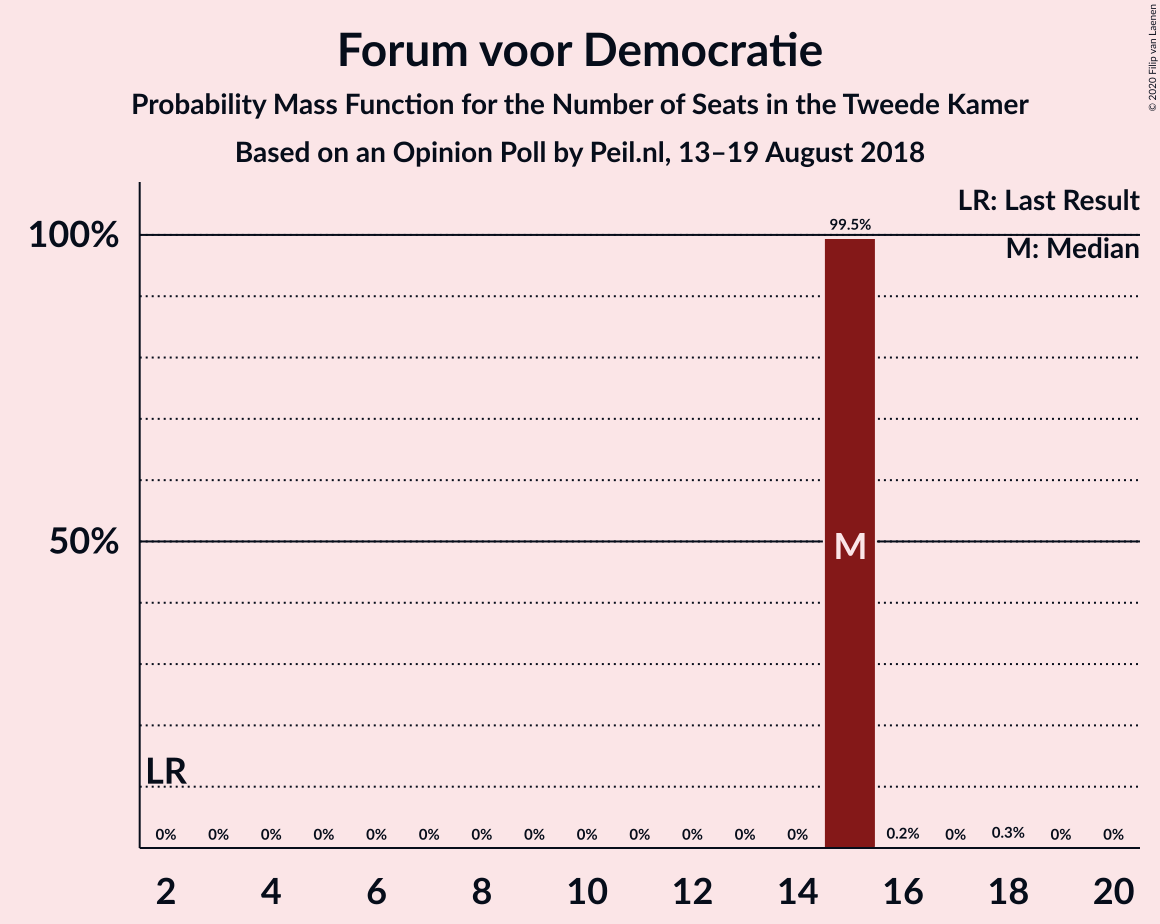 Forum voor Democratie
Probability Mass Function for the Number of Seats in the Tweede Kamer
Based on an Opinion Poll by Peil.nl, 13–19 August 2018
© 2020 Filip van Laenen
LR: Last Result
M: Median
100%
50%
99.5%
M
LR
0% 0% 0% 0% 0% 0% 0% 0% 0% 0% 0% 0% 0% 0.2% 0% 0.3% 0% 0%
2 4 6 8 10 12 14 16 18 20